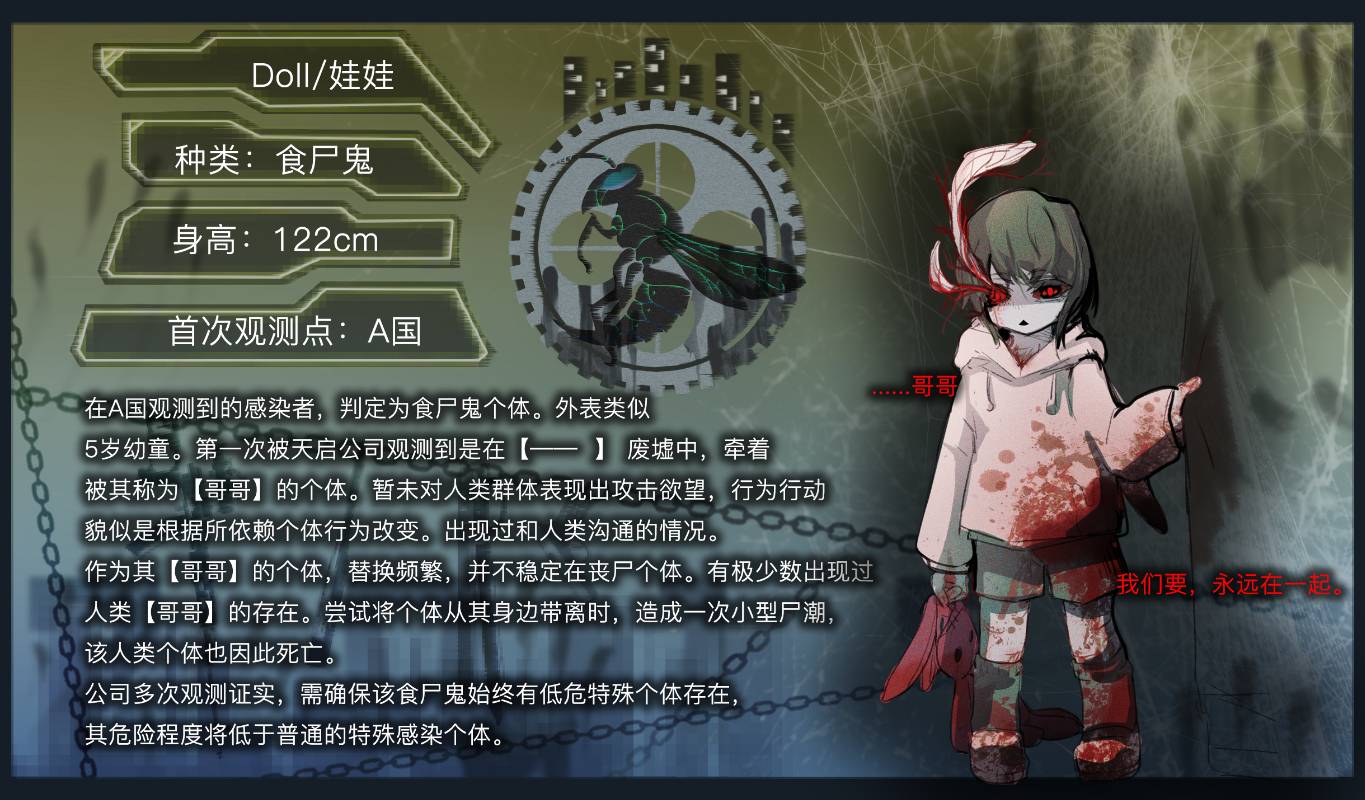 Doll/娃娃
种类：食尸鬼
身高：122cm
首次观测点：A国
在A国观测到的感染者，判定为食尸鬼个体。外表类似
5岁幼童。第一次被天启公司观测到是在【—— 】 废墟中，牵着
被其称为【哥哥】的个体。暂未对人类群体表现出攻击欲望，行为行动
貌似是根据所依赖个体行为改变。出现过和人类沟通的情况。
作为其【哥哥】的个体，替换频繁，并不稳定在丧尸个体。有极少数出现过
人类【哥哥】的存在。尝试将个体从其身边带离时，造成一次小型尸潮，
该人类个体也因此死亡。
公司多次观测证实，需确保该食尸鬼始终有低危特殊个体存在，
其危险程度将低于普通的特殊感染个体。
……哥哥
我们要，永远在一起。